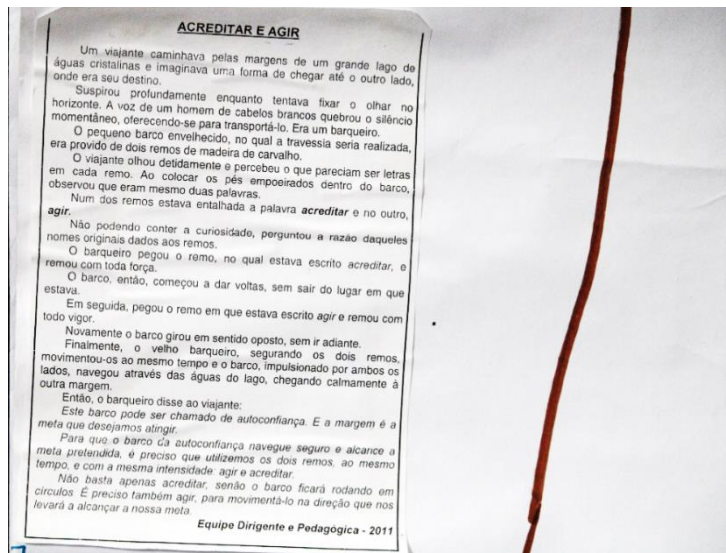 ACREDITAR E AGIR
Um viajante caminhava pelas margens de um grande lago de
águas cristalinas e imaginava uma forma de chegar até o outro lado,
onde era seu destino.
Suspirou profundamente enquanto tentava fixar o olhar no
horizonte. A voz de um homem de cabelos brancos quebrou o silêncio
momentâneo, oferecendo-se para transportá-lo. Era um barqueiro.
O pequeno barco envelhecido, no qual a travessia seria realizada,
era provido de dois remos de madeira de carvalho.
O viajante olhou detidamente e percebeu o que pareciam ser letras
em cada remo. Ao colocar os pés empoeirados dentro do barco,
observou que eram mesmo duas palavras.
Num dos remos estava entalhada a palavra acreditar e no outro,
agir.
Não podendo conter a curiosidade, perguntou a razão daqueles
nomes originais dados aos remos.
O barqueiro pegou o remo, no qual estava escrito acreditar, e
remou com toda força.
O barco, então, começou a dar voltas, sem sair do lugar em que
estava.
Em seguida, pegou o remo em que estava escrito agir e remou com
todo vigor.
Novamente o barco girou em sentido oposto, sem ir adiante.
Finalmente, o velho barqueiro, segurando os dois remos,
movimentou-os ao mesmo tempo e o barco, impulsionado por ambos os
lados, navegou através das águas do lago, chegando calmamente à
outra margem.
Então, o barqueiro disse ao viajante:
Este barco pode ser chamado de autoconfiança. E a margem é a
meta que desejamos atingir.
Para que o barco da autoconfiança navegue seguro e alcance a
meta pretendida, é preciso que utilizemos os dois remos, ao mesmo
tempo, e com a mesma intensidade: agir e acreditar.
Não basta apenas acreditar, senão o barco ficará rodando em
círculos. É preciso também agir, para movimentá-lo na direção que nos
levará a alcançar a nossa meta.
Equipe Dirigente e Pedagógica - 2011